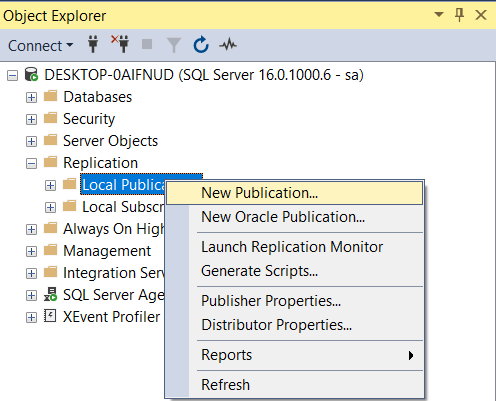 Object Explorer
Connect
DESKTOP-0AIFNUD (SQL Server 16.0.1000.6 - sa)
Databases
Security
Server Objects
Replication
Local Public
New Publication...
Local Subscr
New Oracle Publication...
Always On High
Launch Replication Monitor
Management
Generate Scripts...
Integration Serv
SQL Server Age
Publisher Properties...
XEvent Profiler
Distributor Properties...
Reports
Refresh